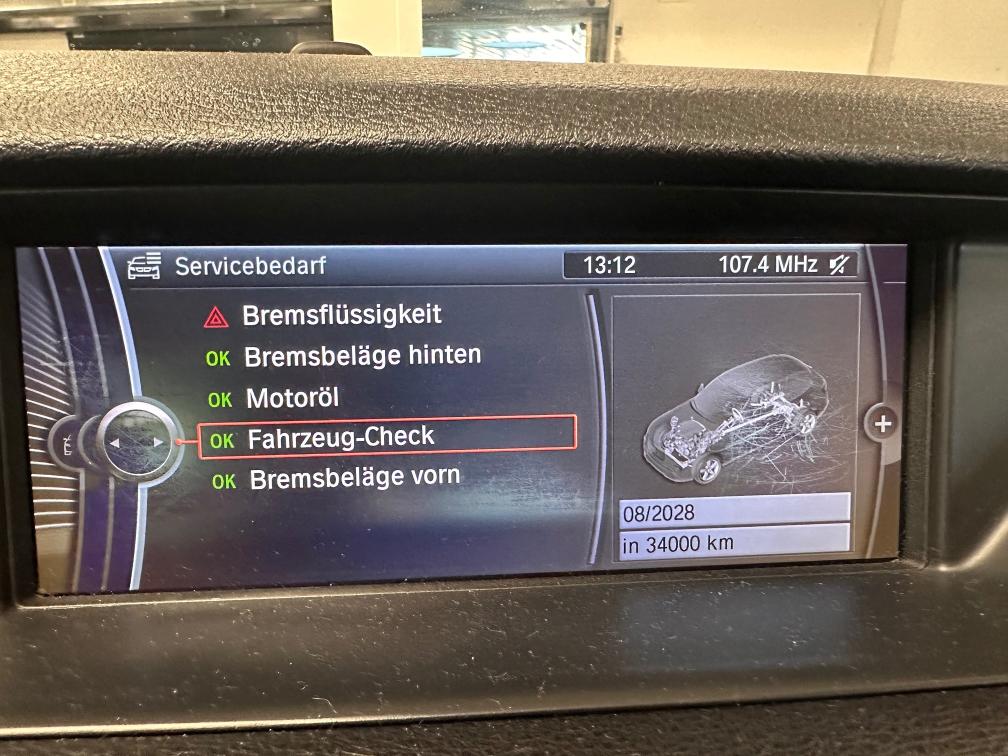 Servicebedarf
13:12
107.4 MHz
Bremsflüssigkeit
OK Bremsbeläge hinten
OK Motoröl
OK Fahrzeug-Check
OK Bremsbeläge vorn
08/2028
in 34000 km